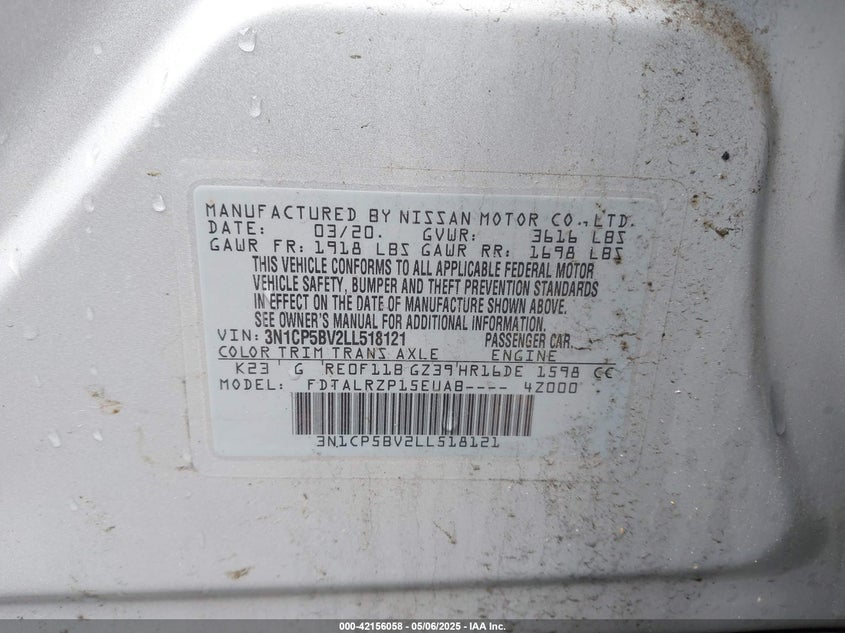 MANUFACTURED BY NISSAN MOTOR CO., LTD.
DATE: 03/20. GVWR: 3616 LBS
GAWR FR: 1918 LBS GAWR RR: 1698 LBS
THIS VEHICLE CONFORMS TO ALL APPLICABLE FEDERAL MOTOR
VEHICLE SAFETY, BUMPER AND THEFT PREVENTION STANDARDS
IN EFFECT ON THE DATE OF MANUFACTURE SHOWN ABOVE.
SEE OWNER'S MANUAL FOR ADDITIONAL INFORMATION.
VIN: 3N1CP5BV2LL518121 PASSENGER CAR.
COLOR TRIM TRANS AXLE ENGINE
K23 G RE0F11B GZ39 HR16DE 1598 CC
MODEL: FDTALRZP15EUAB---- 4Z000
3N1CP5BV2LL518121
000-42156058 - 05/06/2025 - IAA Inc.